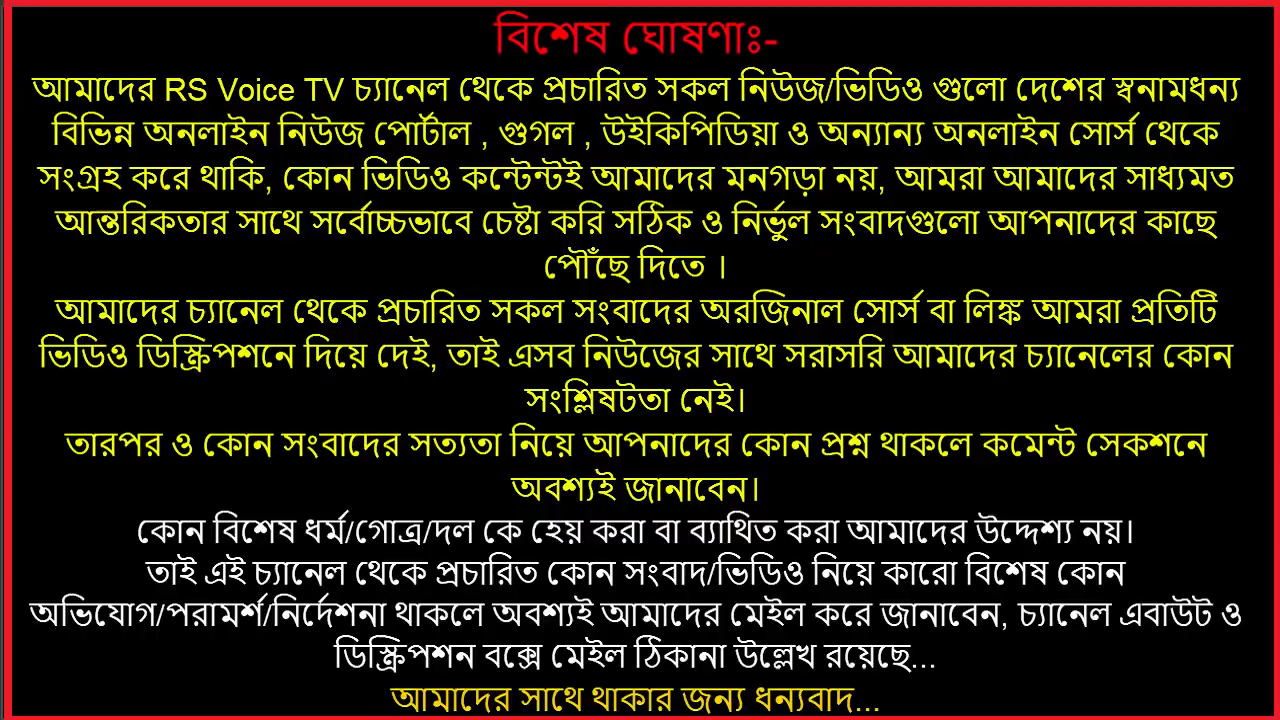 বিশেষ ঘোষণাঃ-
আমাদের RS Voice TV চ্যানেল থেকে প্রচারিত সকল নিউজ/ভিডিও গুলো দেশের স্বনামধন্য
বিভিন্ন অনলাইন নিউজ পোর্টাল , গুগল , উইকিপিডিয়া ও অন্যান্য অনলাইন সোর্স থেকে
সংগ্রহ করে থাকি, কোন ভিডিও কন্টেন্টই আমাদের মনগড়া নয়, আমরা আমাদের সাধ্যমত
আন্তরিকতার সাথে সর্বোচ্চভাবে চেষ্টা করি সঠিক ও নির্ভুল সংবাদগুলো আপনাদের কাছে
পৌঁছে দিতে ।
আমাদের চ্যানেল থেকে প্রচারিত সকল সংবাদের অরজিনাল সোর্স বা লিঙ্ক আমরা প্রতিটি
ভিডিও ডিস্ক্রিপশনে দিয়ে দেই, তাই এসব নিউজের সাথে সরাসরি আমাদের চ্যানেলের কোন
সংশ্লিষটতা নেই।
তারপর ও কোন সংবাদের সত্যতা নিয়ে আপনাদের কোন প্রশ্ন থাকলে কমেন্ট সেকশনে
অবশ্যই জানাবেন।
কোন বিশেষ ধর্ম/গোত্র/দল কে হেয় করা বা ব্যাথিত করা আমাদের উদ্দেশ্য নয়।
তাই এই চ্যানেল থেকে প্রচারিত কোন সংবাদ/ভিডিও নিয়ে কারো বিশেষ কোন
অভিযোগ/পরামর্শ/নির্দেশনা থাকলে অবশ্যই আমাদের মেইল করে জানাবেন, চ্যানেল এবাউট ও
ডিস্ক্রিপশন বক্সে মেইল ঠিকানা উল্লেখ রয়েছে...
আমাদের সাথে থাকার জন্য ধন্যবাদ...